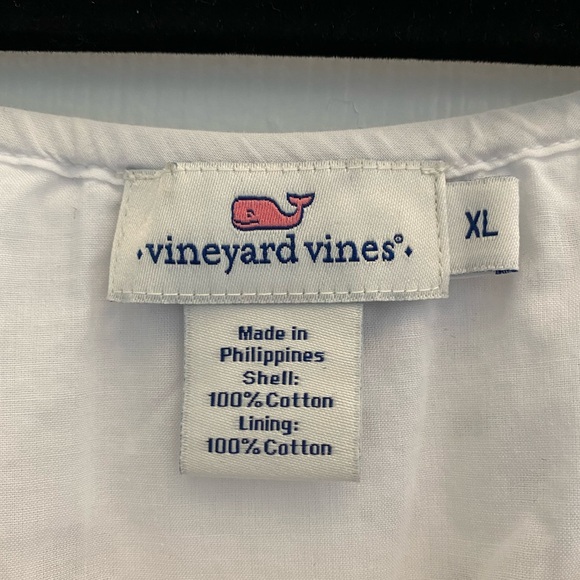 vineyard vines®
XL
Made in
Philippines
Shell:
100% Cotton
Lining:
100% Cotton